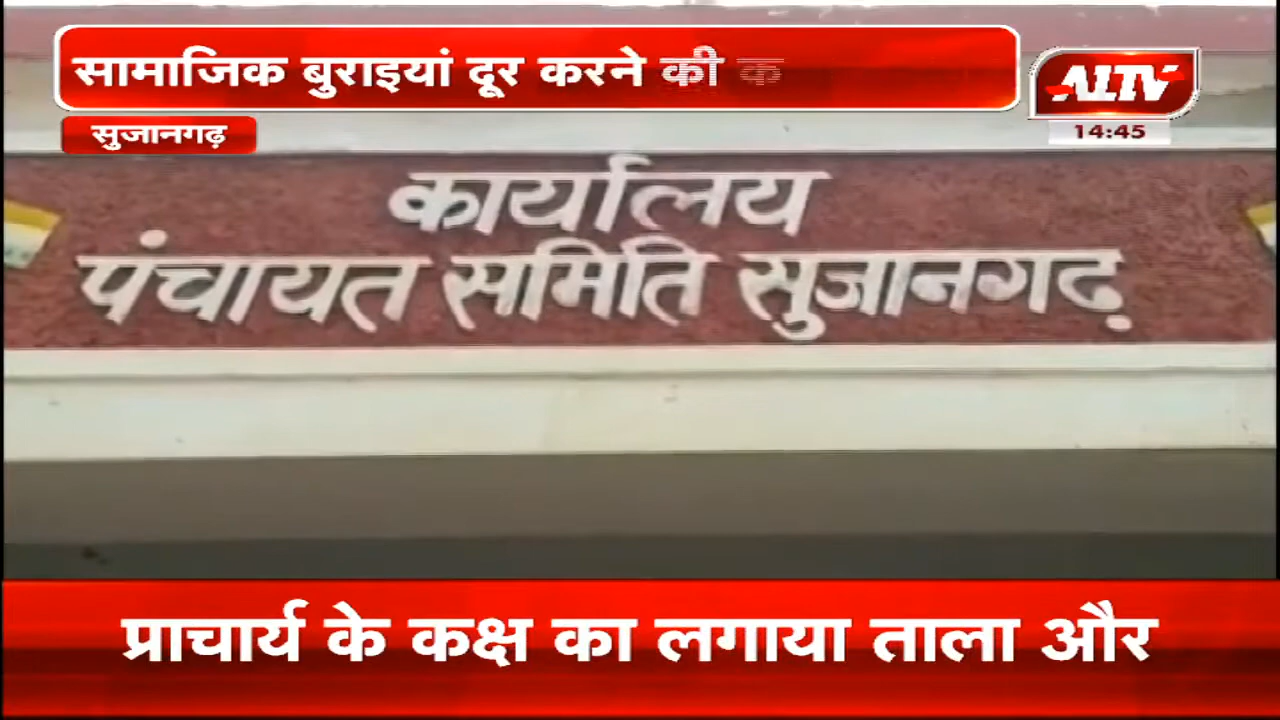 सामाजिक बुराइयां दूर करने की
ALTV
14:45
सुजानगढ़
कार्यालय
पंचायत समिति सुजानगढ़
प्राचार्य के कक्ष का लगाया ताला और